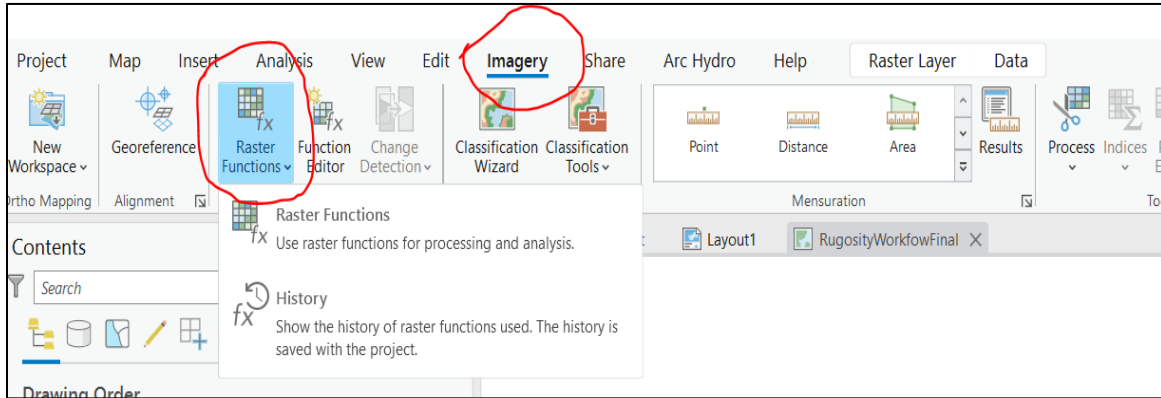 Project Map Insert Analysis View Edit Imagery Share Arc Hydro Help Raster Layer Data
New Workspace
Georeference
Raster Functions
Function Editor
Change Detection
Classification Wizard
Classification Tools
Point
Distance
Area
Results
Process
Indices
Ortho Mapping
Alignment
Mensuration
Raster Functions
Use raster functions for processing and analysis.
History
Show the history of raster functions used. The history is
saved with the project.
Layout1
RugosityWorkfowFinal
Contents
Search
Drawing Order